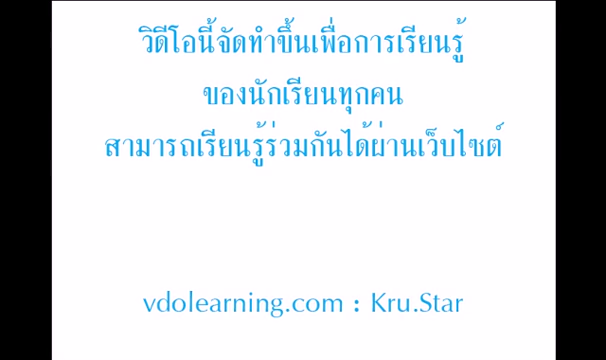 วิดีโอนี้จัดทำขึ้นเพื่อการเรียนรู้
ของนักเรียนทุกคน
สามารถเรียนรู้ร่วมกันได้ผ่านเว็บไซต์
vdolearning.com : Kru.Star